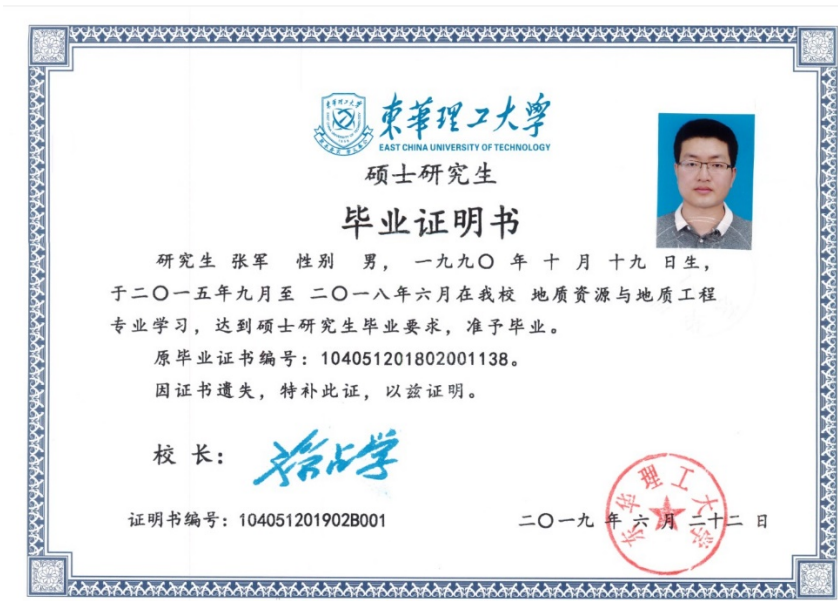 東華理工大學
EAST CHINA UNIVERSITY OF TECHNOLOGY
硕士研究生
毕业证明书
研究生 张军 性别 男， 一九九〇 年 十 月 十九 日生，
于二〇一五年九月至 二〇一八年六月在我校 地质资源与地质工程
专业学习，达到硕士研究生毕业要求，准予毕业。
原毕业证书编号：104051201802001138。
因证书遗失，特补此证，以兹证明。
校 长：
证明书编号：104051201902B001
二〇一九 年 六 月 二十二 日
东华理工大学